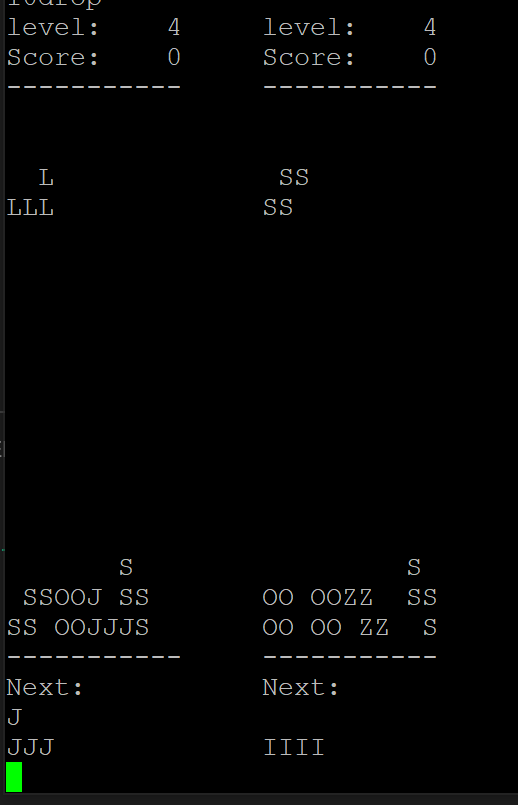 level:    4     level:    4
Score:    0     Score:    0
-----------     -----------
  L              SS
LLL             SS
       S                 S
 SSOOJ SS       OO OOZZ  SS
SS OOJJJS       OO OO ZZ  S
-----------     -----------
Next:           Next:
J
JJJ             IIII